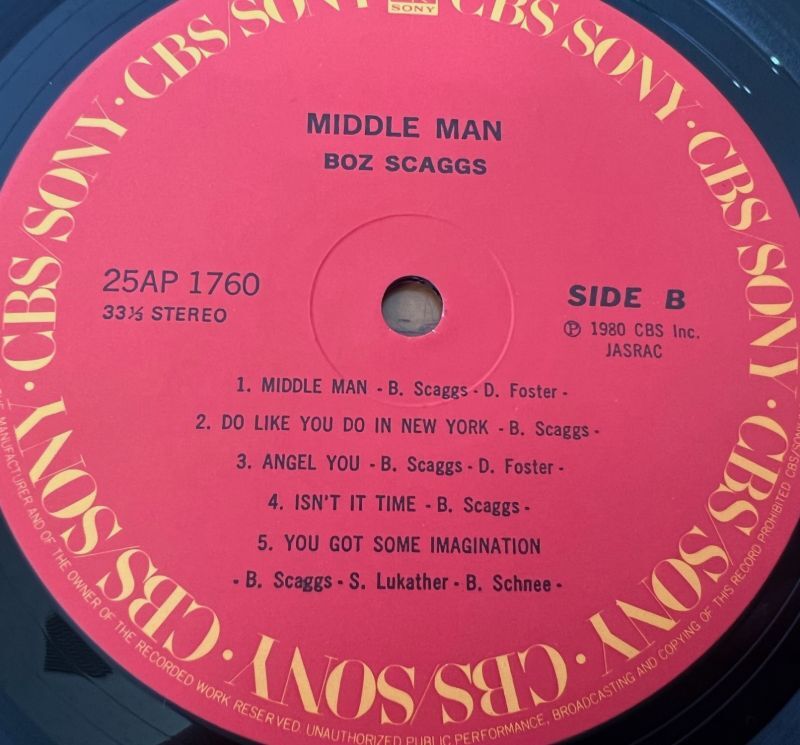 CBS/SONY · CBS/SONY · CBS/SONY · CBS/SONY · CBS/SONY · CBS/SONY · CBS/SONY · CBS/SONY
SONY
MIDDLE MAN
BOZ SCAGGS
25AP 1760
33⅓ STEREO
SIDE B
Ⓟ 1980 CBS Inc.
JASRAC
1. MIDDLE MAN - B. Scaggs - D. Foster -
2. DO LIKE YOU DO IN NEW YORK - B. Scaggs -
3. ANGEL YOU - B. Scaggs - D. Foster -
4. ISN'T IT TIME - B. Scaggs -
5. YOU GOT SOME IMAGINATION
- B. Scaggs - S. Lukather - B. Schnee -
MANUFACTURER AND OF THE OWNER OF THE RECORDED WORK RESERVED. UNAUTHORIZED PUBLIC PERFORMANCE, BROADCASTING AND COPYING OF THIS RECORD PROHIBITED CBS/SONY